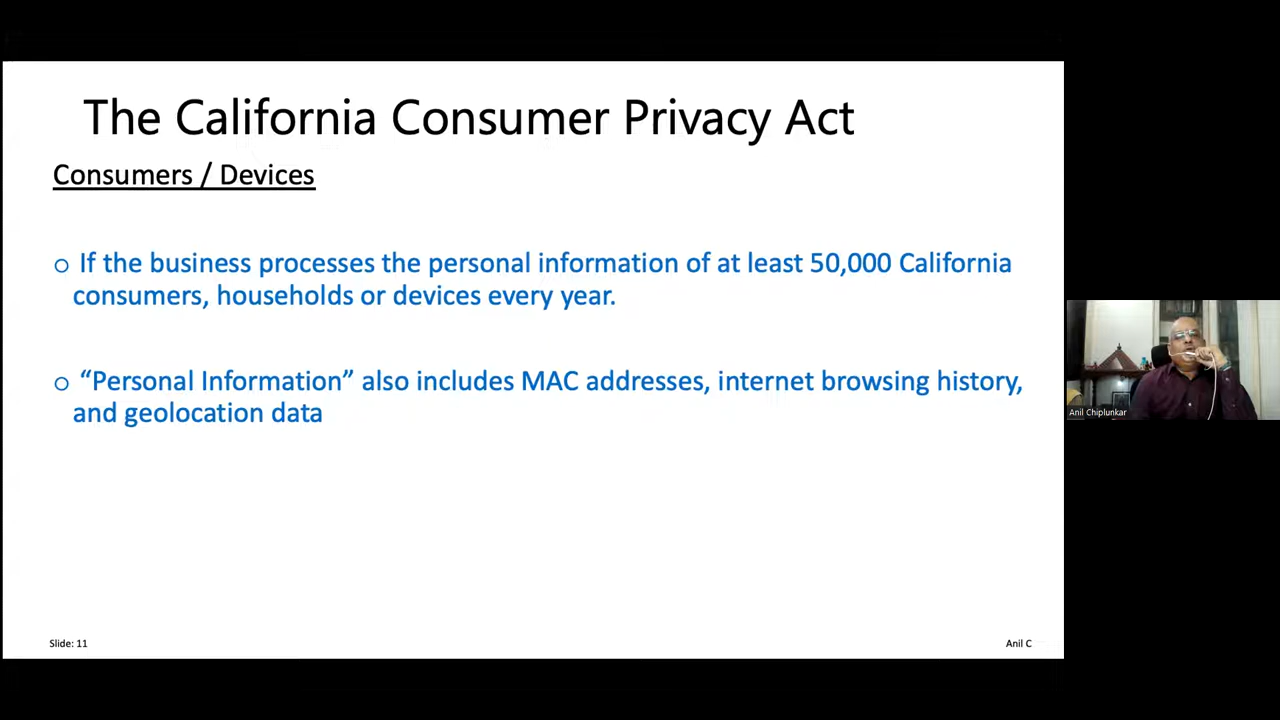 The California Consumer Privacy Act
Consumers / Devices
o If the business processes the personal information of at least 50,000 California
consumers, households or devices every year.
o “Personal Information” also includes MAC addresses, internet browsing history,
and geolocation data
Anil Chiplunkar
Slide: 11
Anil C